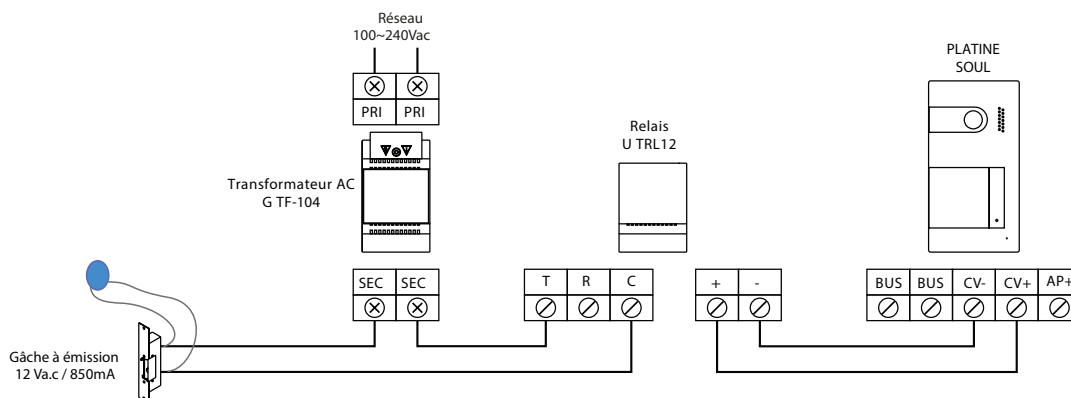 Réseau
100~240Vac
PRI PRI
Transformateur AC
G TF-104
Relais
U TRL12
PLATINE
SOUL
SEC SEC
T R C
+ -
BUS BUS CV- CV+ AP+
Gâche à émission
12 Va.c / 850mA